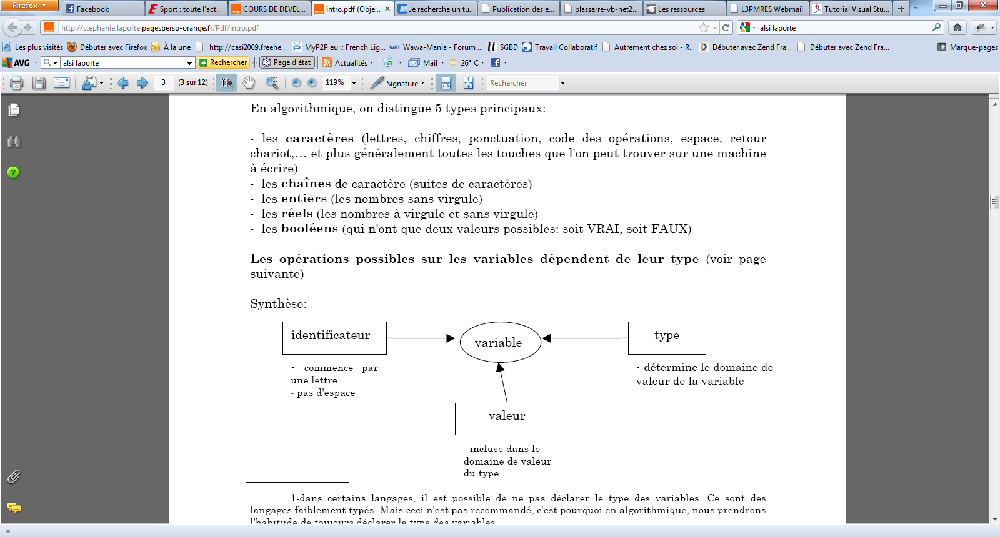 Firefox
Facebook
Sport : toute l'act...
COURS DE DEVEL...
intro.pdf (Obje...
Je recherche un tu...
Publication des e...
plasserre-vb-net2....
Les ressources
L3PMRES Webmail
Tutorial Visual Stu...
http://stephanie.laporte.pagesperso-orange.fr/Pdf/intro.pdf
alsi laporte
Les plus visités
Débuter avec Firefox
À la une
http://casi2009.freehe...
MyP2P.eu :: French Lig...
Wawa-Mania - Forum ...
SGBD
Travail Collaboratif
Autrement chez soi - R...
Débuter avec Zend Fra...
Débuter avec Zend Fra...
Marque-pages
AVG
alsi laporte
Rechercher
Page d'état
Actualités
Mail
26° C
3
(3 sur 12)
119%
Signature
Rechercher
En algorithmique, on distingue 5 types principaux:
- les caractères (lettres, chiffres, ponctuation, code des opérations, espace, retour
chariot,... et plus généralement toutes les touches que l'on peut trouver sur une machine
à écrire)
- les chaînes de caractère (suites de caractères)
- les entiers (les nombres sans virgule)
- les réels (les nombres à virgule et sans virgule)
- les booléens (qui n'ont que deux valeurs possibles: soit VRAI, soit FAUX)
Les opérations possibles sur les variables dépendent de leur type (voir page
suivante)
Synthèse:
identificateur
variable
type
- commence par
une lettre
- pas d'espace
- détermine le domaine de
valeur de la variable
valeur
- incluse dans le
domaine de valeur
du type
1-dans certains langages, il est possible de ne pas déclarer le type des variables. Ce sont des
langages faiblement typés. Mais ceci n'est pas recommandé, c'est pourquoi en algorithmique, nous prendrons
l'habitude de toujours déclarer le type des variables